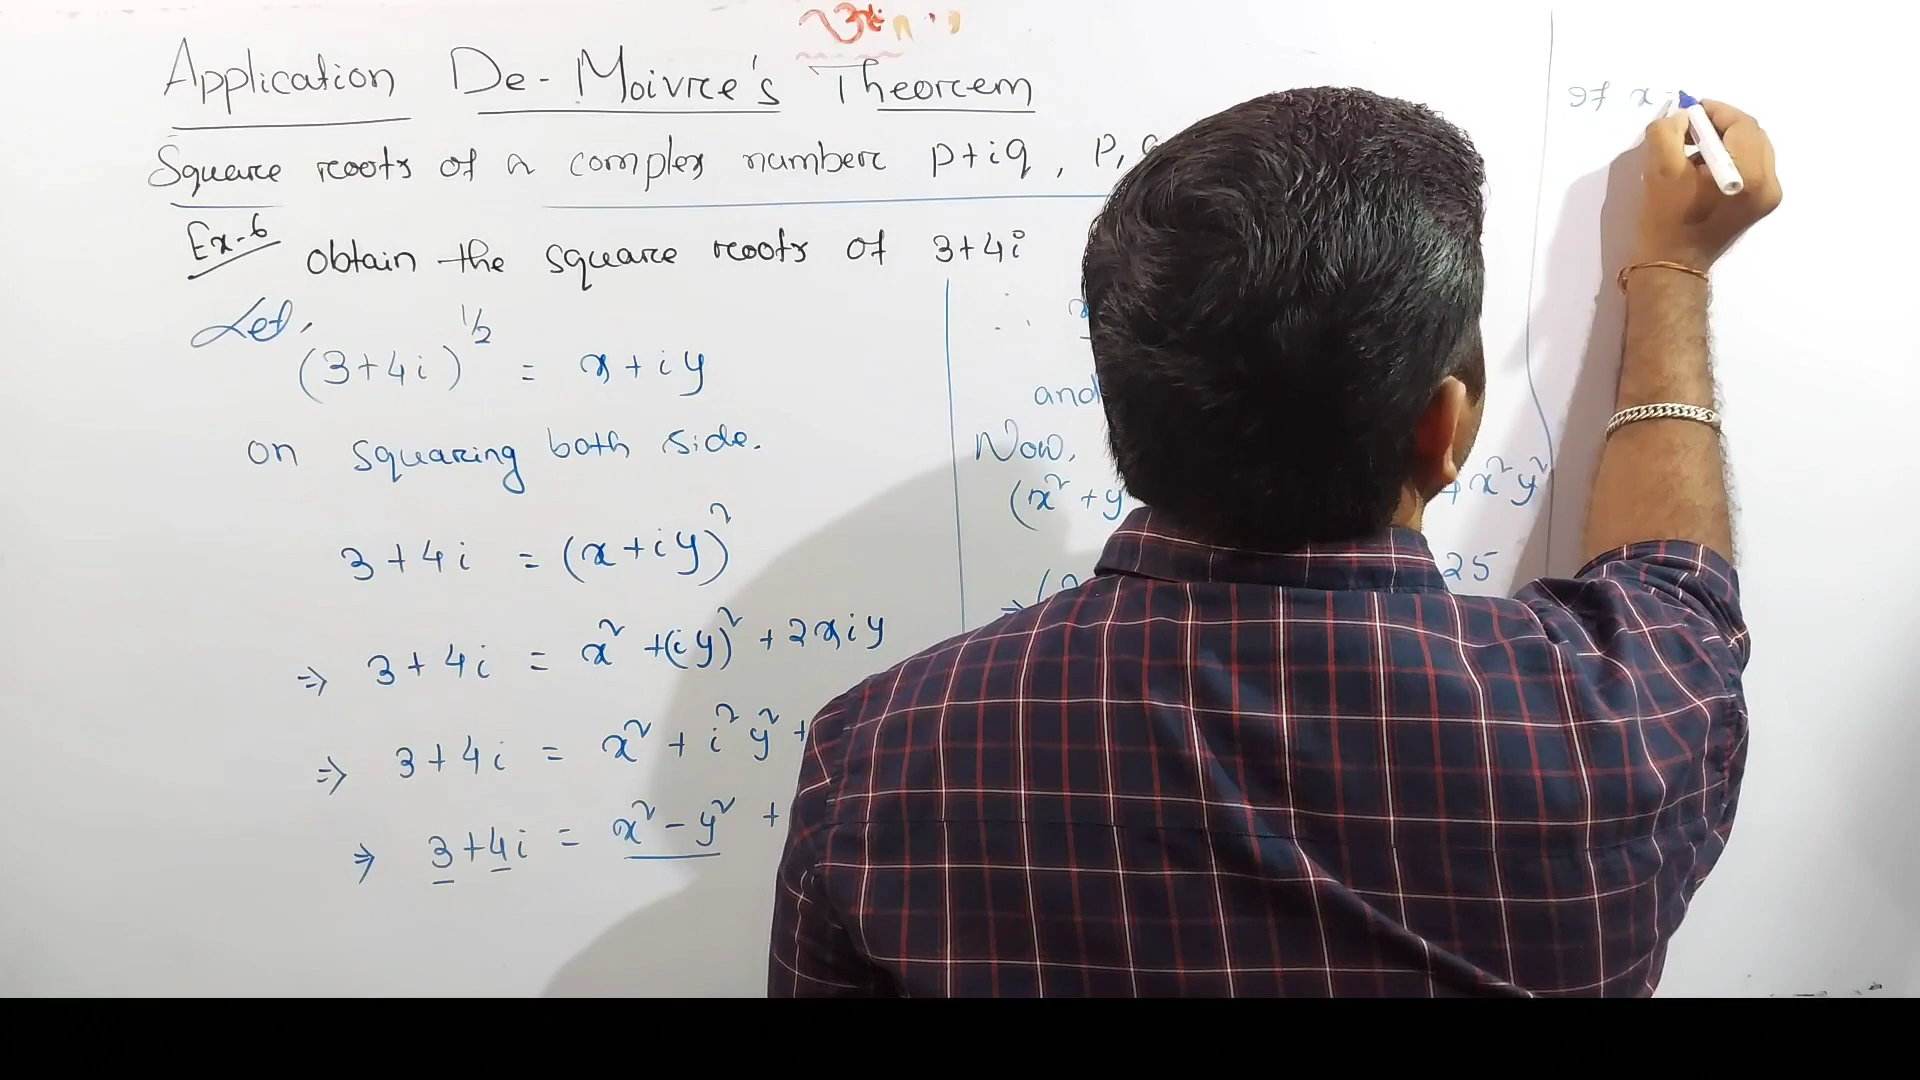 Application De-Moivre's Theorem
Square roots of a complex number p+iq, p,
Ex-6 obtain the square roots of 3+4i
Let,
(3+4i)^1/2 = x+iy
on squaring both side.
3+4i = (x+iy)²
⇒ 3+4i = x² +(iy)² + 2xiy
⇒ 3+4i = x² + i²y² +
⇒ 3+4i = x² - y² +
∴
and
Now,
(x² + y 4x²y²
⇒ ( 25
If x =